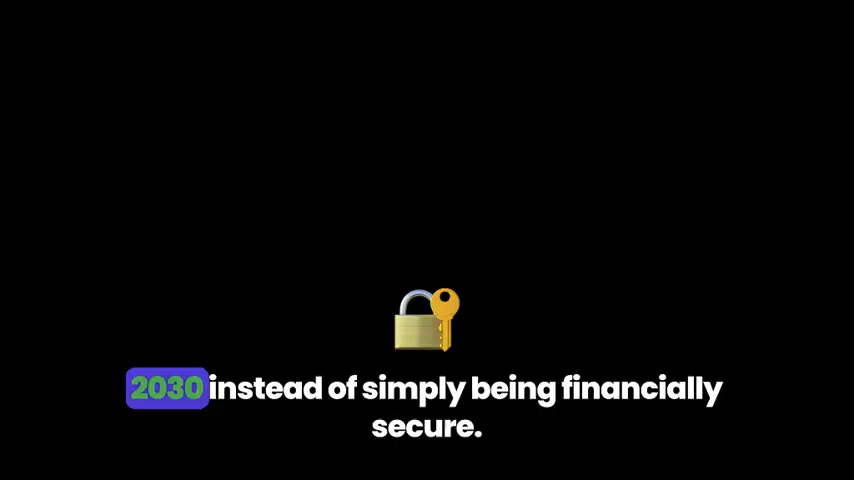 2030 instead of simply being financially
secure.